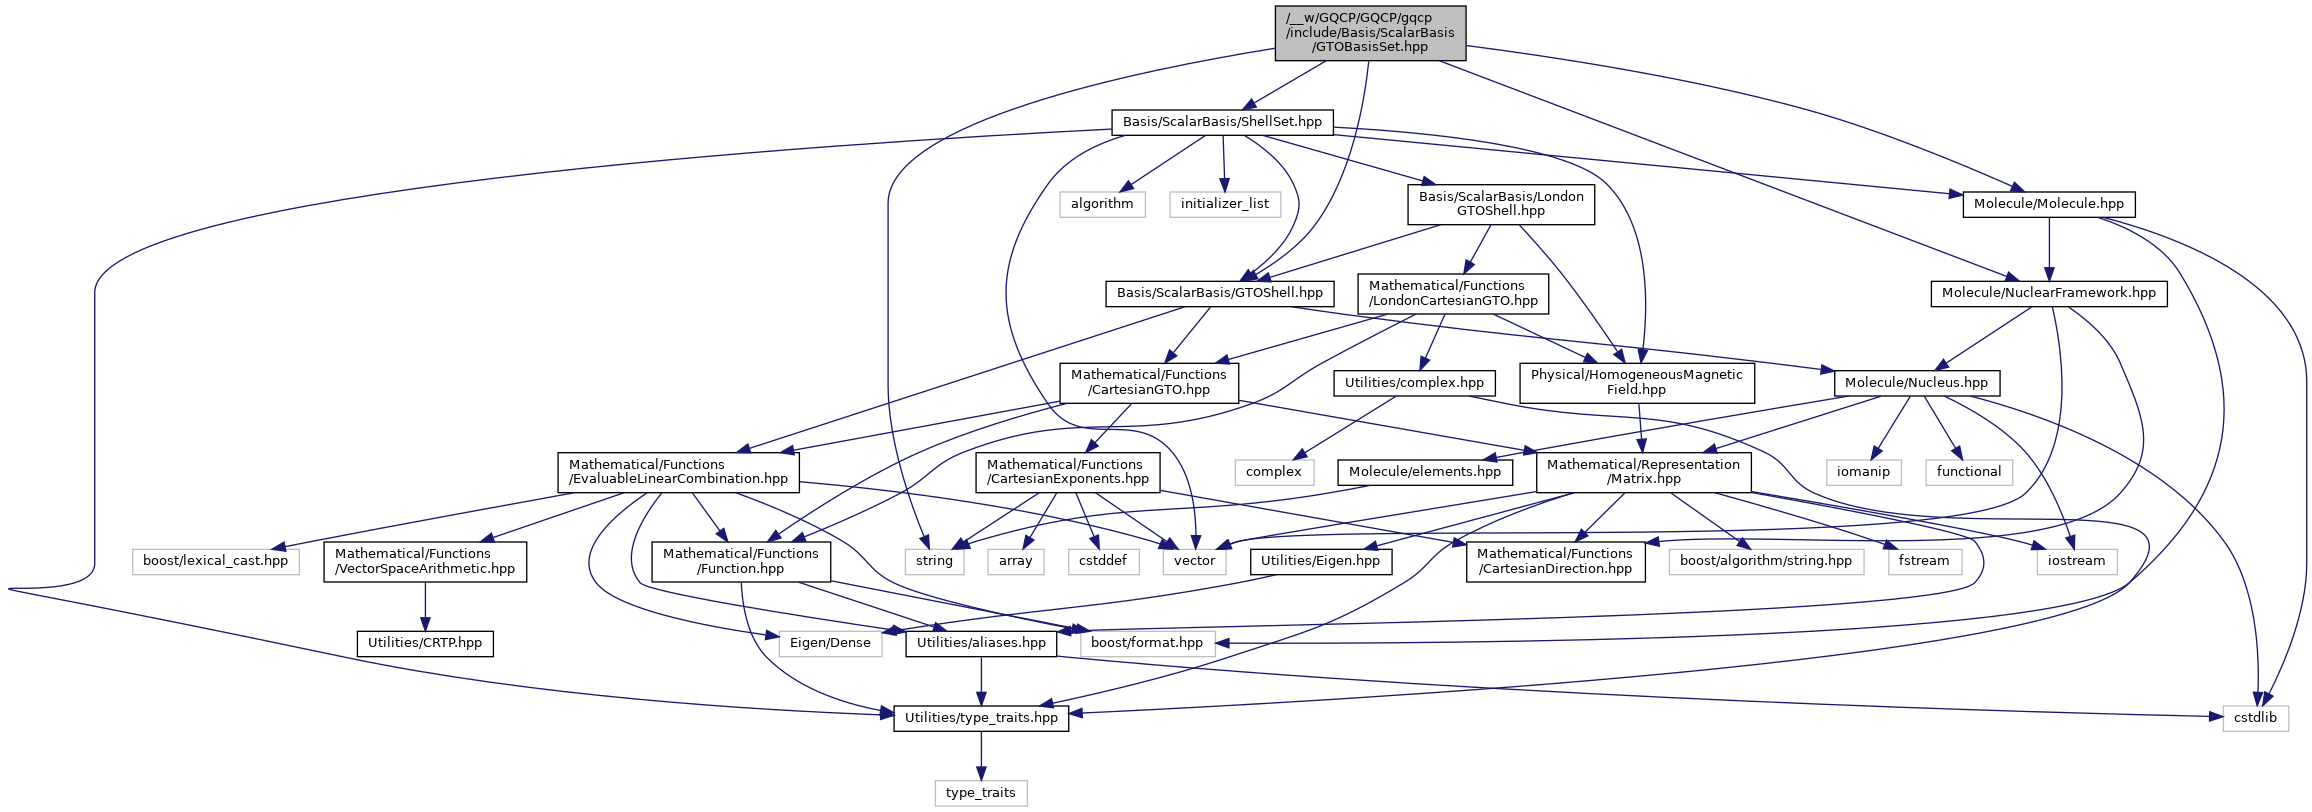 /__w/GQCP/GQCP/gqcp
/include/Basis/ScalarBasis
/GTOBasisSet.hpp
Basis/ScalarBasis/ShellSet.hpp
algorithm
initializer_list
Basis/ScalarBasis/London
GTOShell.hpp
Molecule/Molecule.hpp
Basis/ScalarBasis/GTOShell.hpp
Mathematical/Functions
/LondonCartesianGTO.hpp
Molecule/NuclearFramework.hpp
Mathematical/Functions
/CartesianGTO.hpp
Utilities/complex.hpp
Physical/HomogeneousMagnetic
Field.hpp
Molecule/Nucleus.hpp
Mathematical/Functions
/EvaluableLinearCombination.hpp
Mathematical/Functions
/CartesianExponents.hpp
complex
Molecule/elements.hpp
Mathematical/Representation
/Matrix.hpp
iomanip
functional
boost/lexical_cast.hpp
Mathematical/Functions
/VectorSpaceArithmetic.hpp
Mathematical/Functions
/Function.hpp
string
array
cstddef
vector
Utilities/Eigen.hpp
Mathematical/Functions
/CartesianDirection.hpp
boost/algorithm/string.hpp
fstream
iostream
Utilities/CRTP.hpp
Eigen/Dense
Utilities/aliases.hpp
boost/format.hpp
Utilities/type_traits.hpp
cstdlib
type_traits